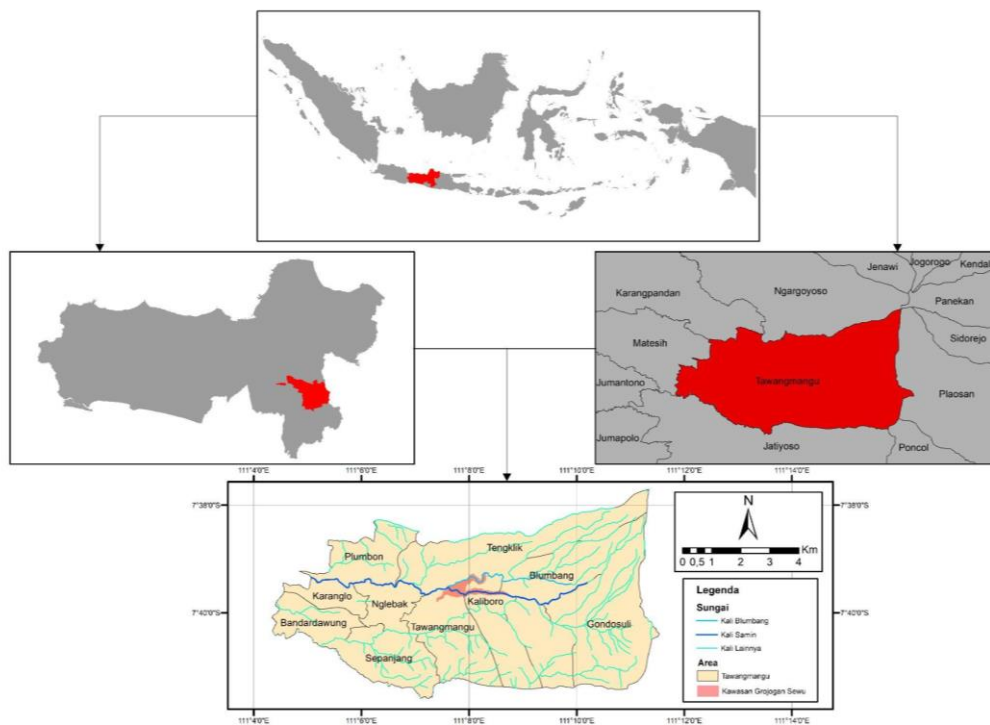 Jenawi
Jogorogo
Kendal
Karangpandan
Ngargoyoso
Panekan
Matesih
Sidorejo
Jumantono
Tawangmangu
Plaosan
Jumapolo
Jatiyoso
Poncol
111°4'0"E 111°6'0"E 111°8'0"E 111°10'0"E 111°12'0"E 111°14'0"E
7°38'0"S
7°38'0"S
N
Km
0 0,5 1 2 3 4
Plumbon
Tengklik
Blumbang
Karanglo
Nglebak
Kaliboro
7°40'0"S
7°40'0"S
Bandardawung
Tawangmangu
Gondosuli
Sepanjang
Legenda
Sungai
Kali Blumbang
Kali Samin
Kali Lainnya
Area
Tawangmangu
Kawasan Grojogan Sewu
111°4'0"E 111°6'0"E 111°8'0"E 111°10'0"E 111°12'0"E 111°14'0"E